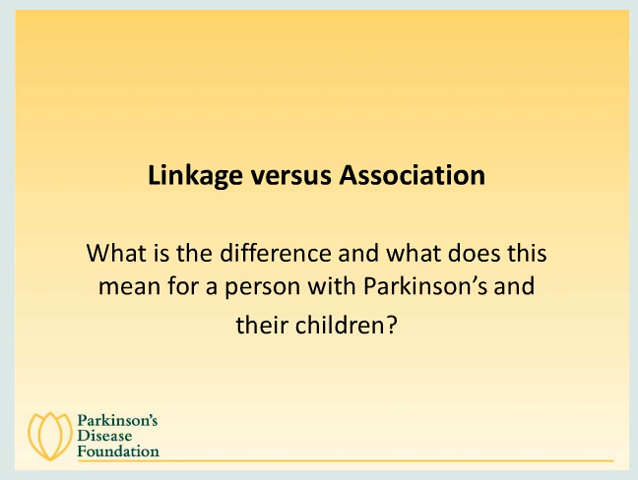 Linkage versus Association
What is the difference and what does this
mean for a person with Parkinson’s and
their children?
Parkinson’s
Disease
Foundation